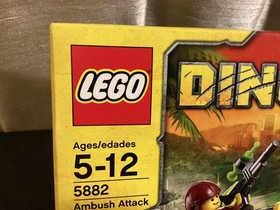 LEGO
DIN
Ages/edades
5-12
5882
Ambush Attack